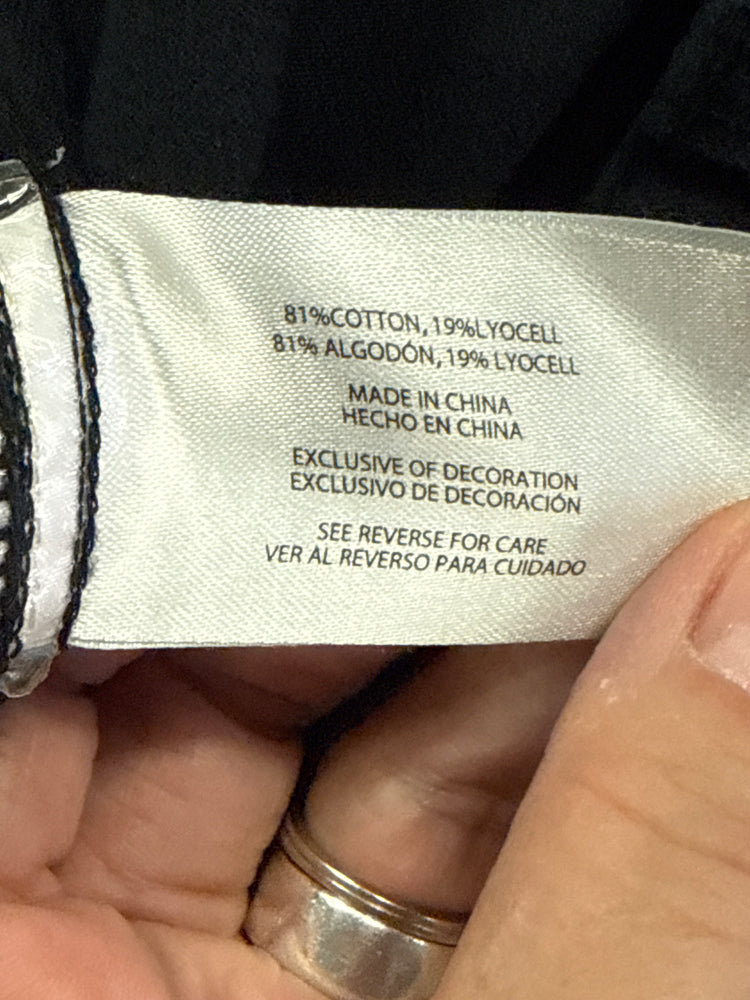 81%COTTON, 19%LYOCELL
81% ALGODÓN, 19% LYOCELL
MADE IN CHINA
HECHO EN CHINA
EXCLUSIVE OF DECORATION
EXCLUSIVO DE DECORACIÓN
SEE REVERSE FOR CARE
VER AL REVERSO PARA CUIDADO